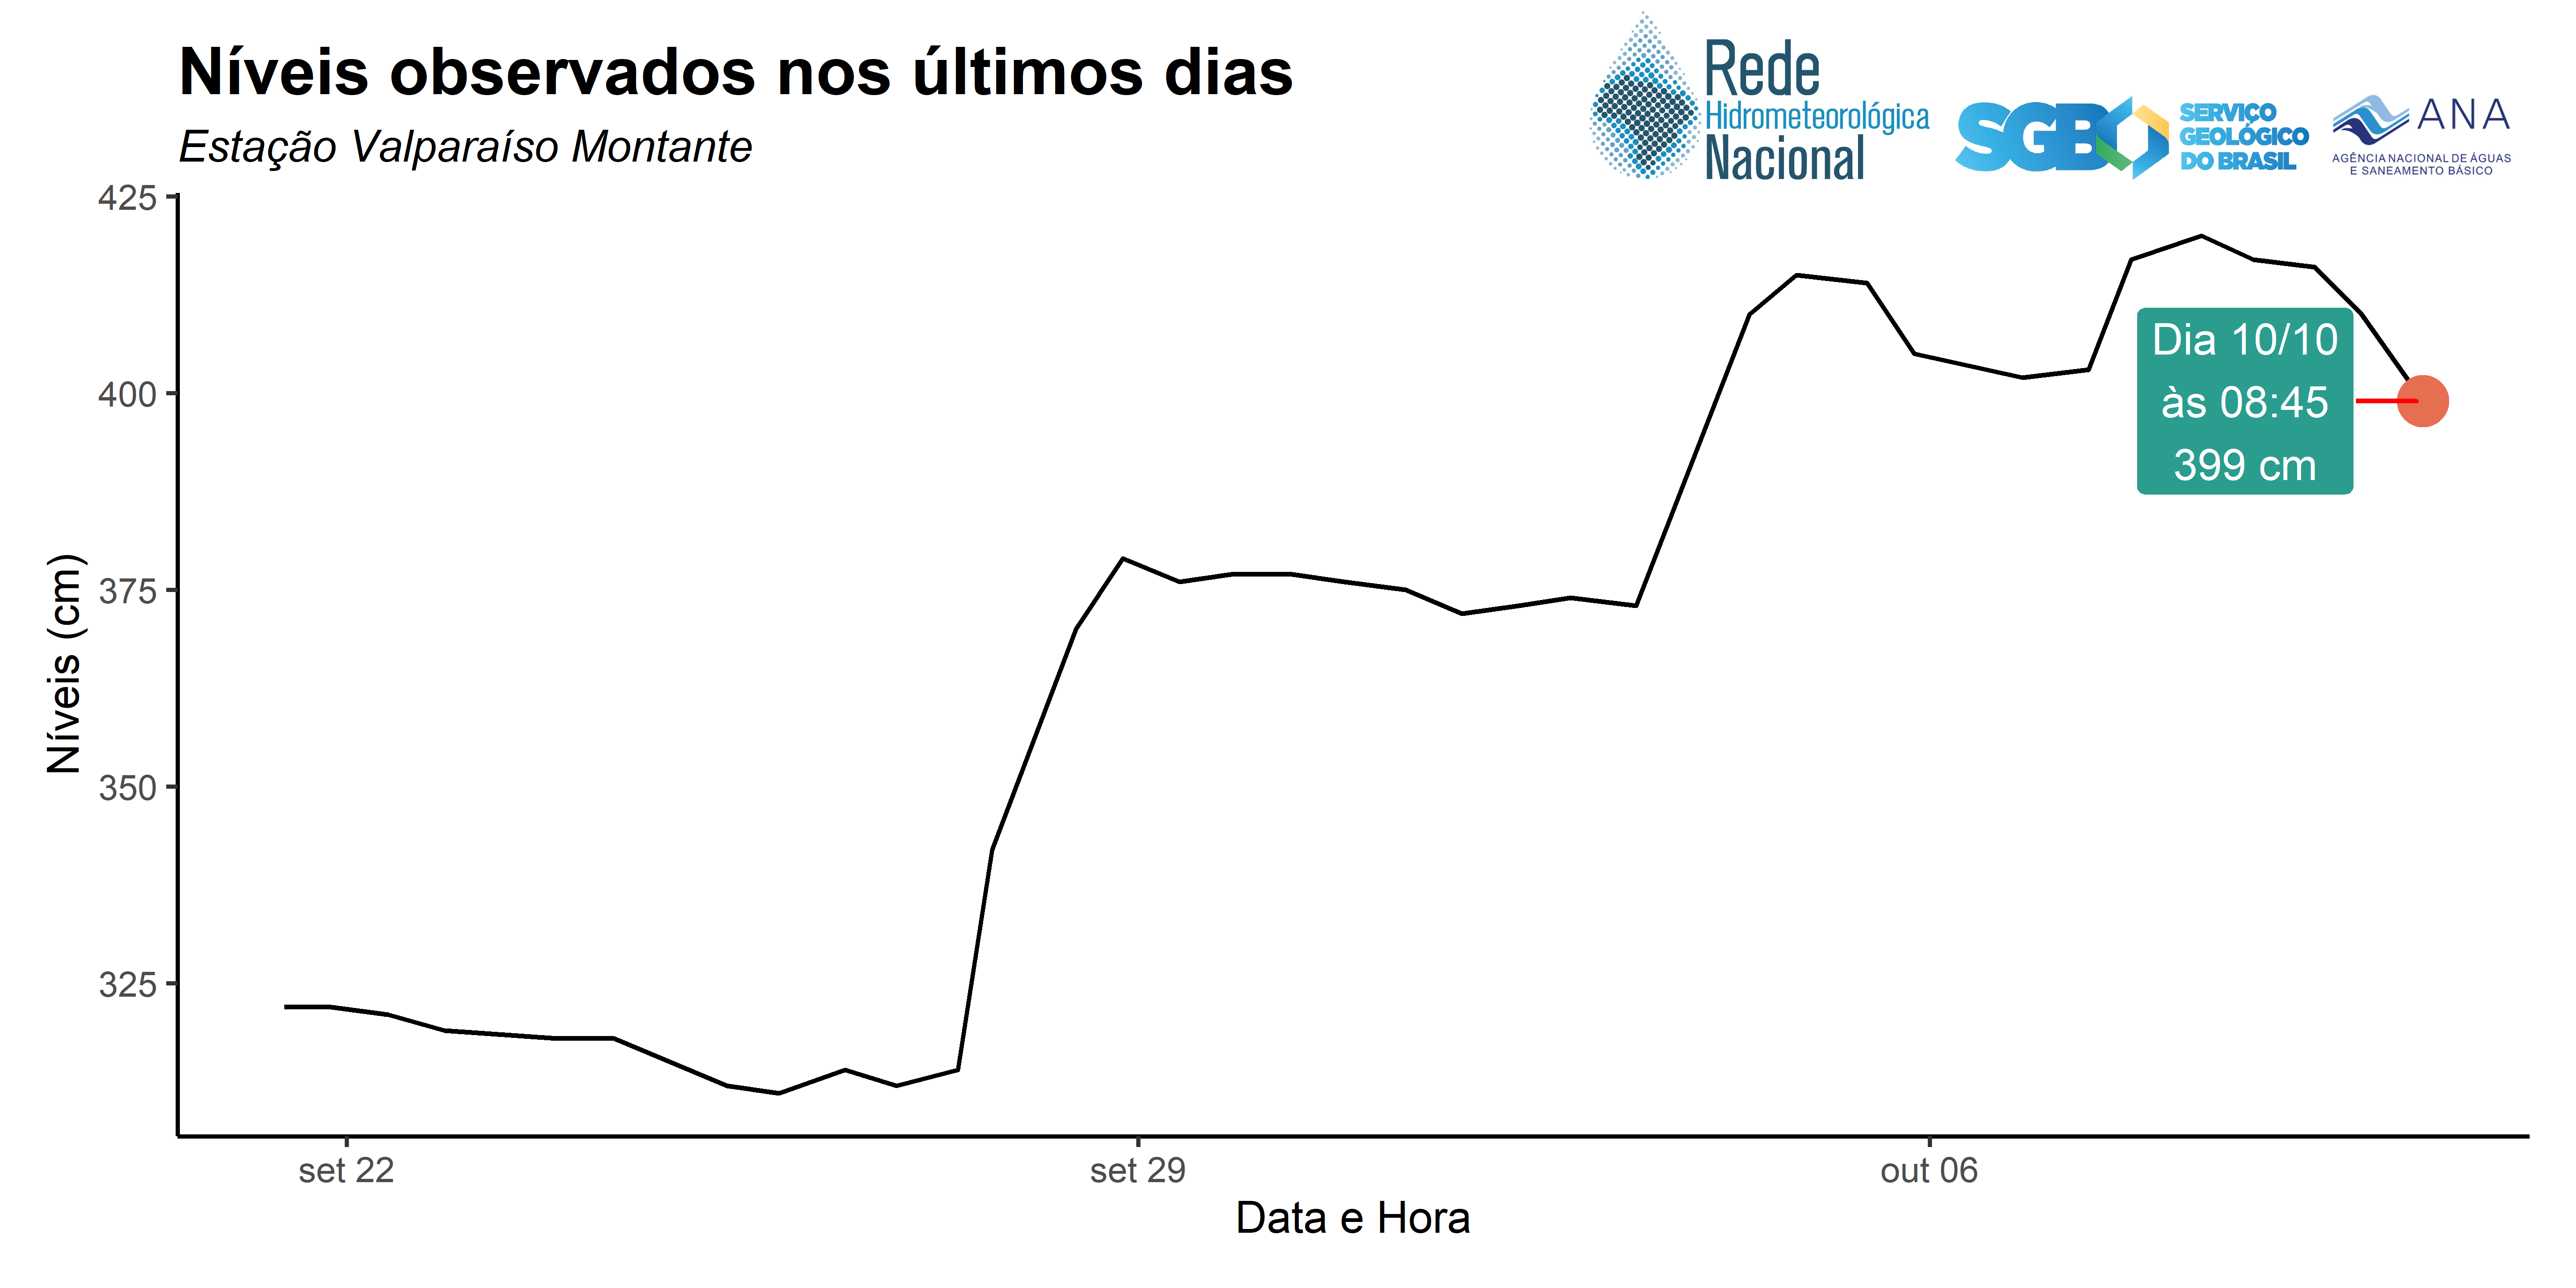 Níveis observados nos últimos dias
Estação Valparaíso Montante
Rede
Hidrometeorológica
Nacional
SGB
SERVIÇO
GEOLÓGICO
DO BRASIL
ANA
AGÊNCIA NACIONAL DE ÁGUAS
E SANEAMENTO BÁSICO
425
400
375
350
325
Níveis (cm)
Dia 10/10
às 08:45
399 cm
set 22
set 29
out 06
Data e Hora